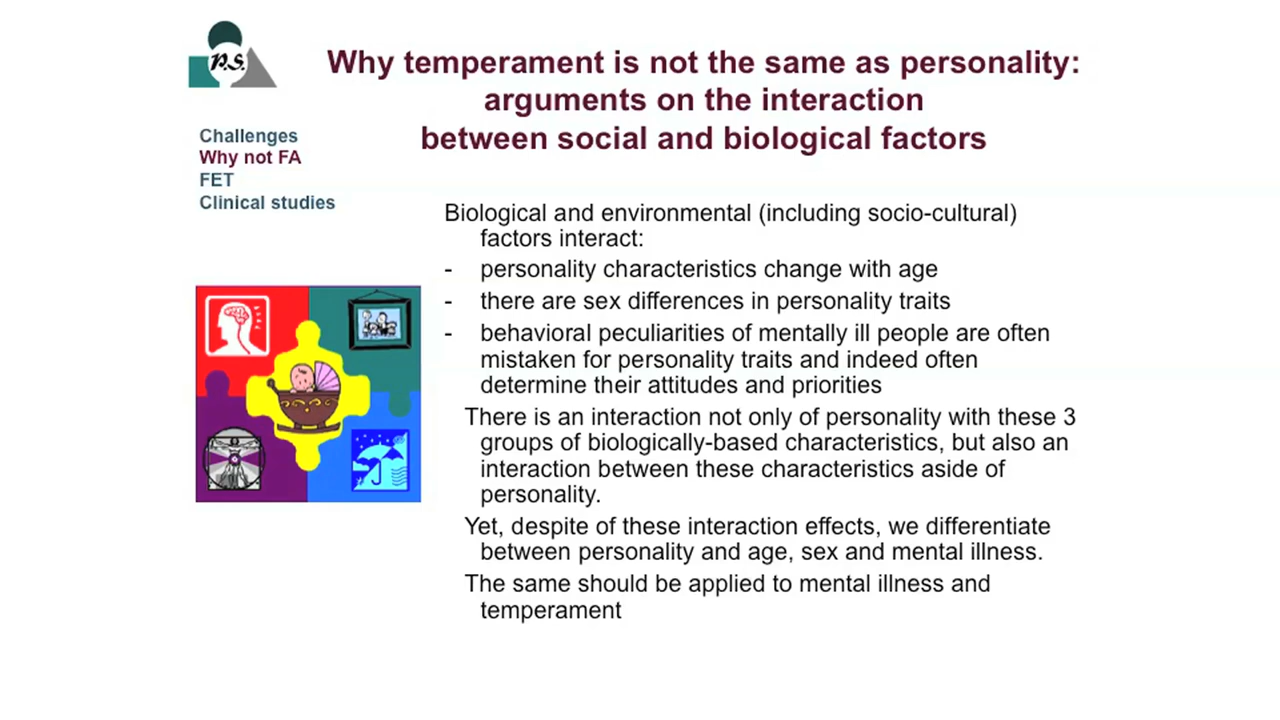 P.S.
Why temperament is not the same as personality:
arguments on the interaction
between social and biological factors
Challenges
Why not FA
FET
Clinical studies
Biological and environmental (including socio-cultural)
factors interact:
- personality characteristics change with age
- there are sex differences in personality traits
- behavioral peculiarities of mentally ill people are often
mistaken for personality traits and indeed often
determine their attitudes and priorities
There is an interaction not only of personality with these 3
groups of biologically-based characteristics, but also an
interaction between these characteristics aside of
personality.
Yet, despite of these interaction effects, we differentiate
between personality and age, sex and mental illness.
The same should be applied to mental illness and
temperament